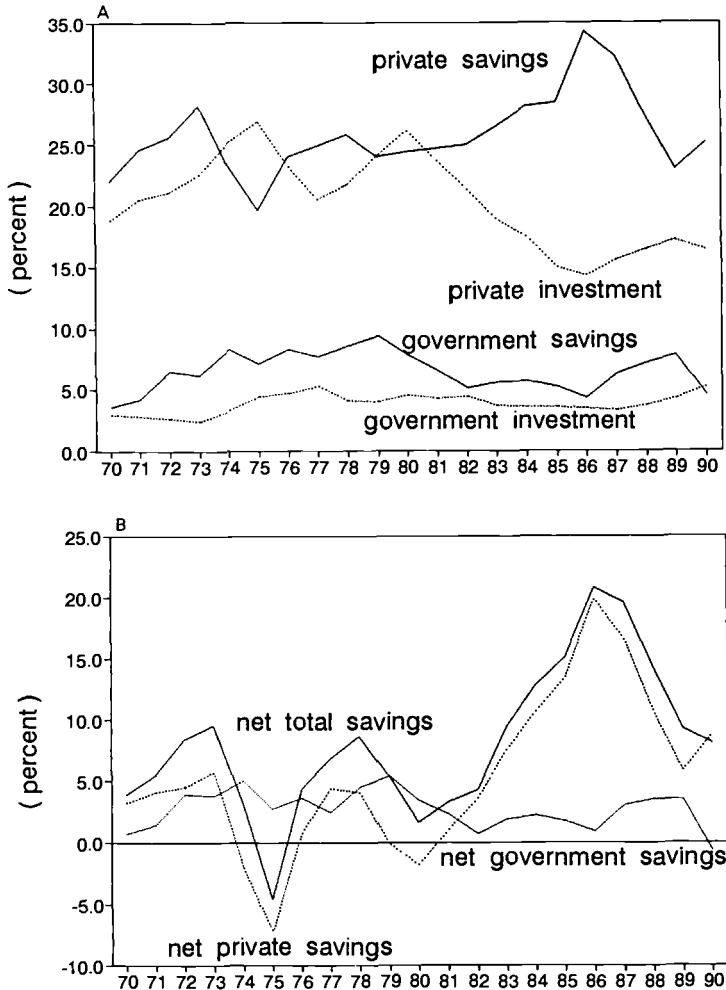 A
35.0
30.0
25.0
20.0
15.0
10.0
5.0
0.0
( percent )
private savings
private investment
government savings
government investment
70 71 72 73 74 75 76 77 78 79 80 81 82 83 84 85 86 87 88 89 90
B
25.0
20.0
15.0
10.0
5.0
0.0
-5.0
-10.0
( percent )
net total savings
net government savings
net private savings
70 71 72 73 74 75 76 77 78 79 80 81 82 83 84 85 86 87 88 89 90